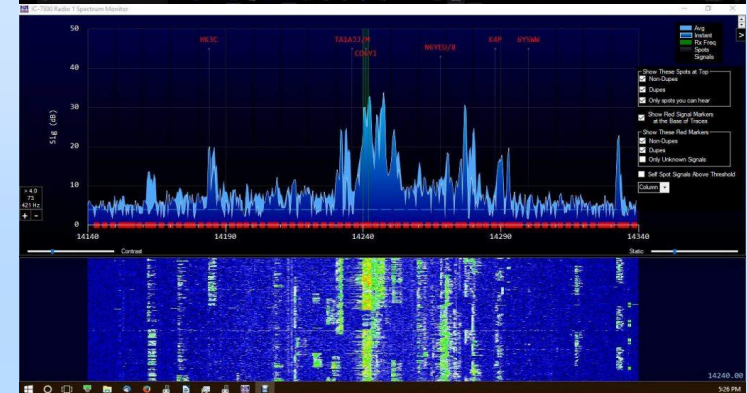 IC-7300 Radio 1 Spectrum Monitor
50
40
30
20
10
0
Sig (dB)
HK3C
TA1AJJ/M
CO6Y1
N6YEU/8
K4P
6Y5WW
Avg
Instant
Rx Freq
Spots
Signals
>
Show These Spots at Top
Non-Dupes
Dupes
Only spots you can hear
Show Red Signal Markers
at the Base of Traces
Show These Red Markers
Non-Dupes
Dupes
Only Unknown Signals
Self Spot Signals Above Threshold
Column
> 4.0
73
421 Hz
+ -
14140 14190 14240 14290 14340
Contrast
Static
14240.00
5:26 PM